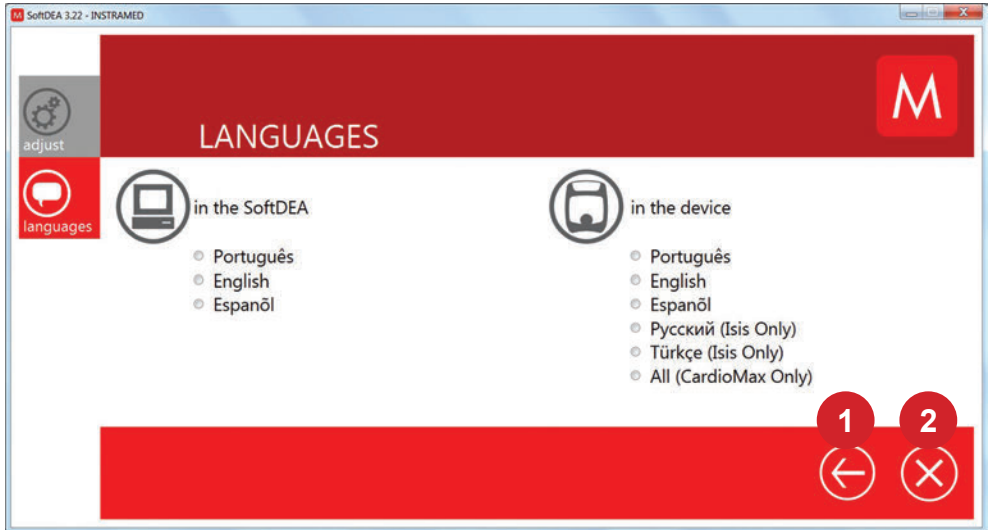 M SoftDEA 3.22 - INSTRAMED
M
adjust
LANGUAGES
languages
in the SoftDEA
Português
English
Espanõl
in the device
Português
English
Espanõl
Русский (Isis Only)
Türkçe (Isis Only)
All (CardioMax Only)
1 2